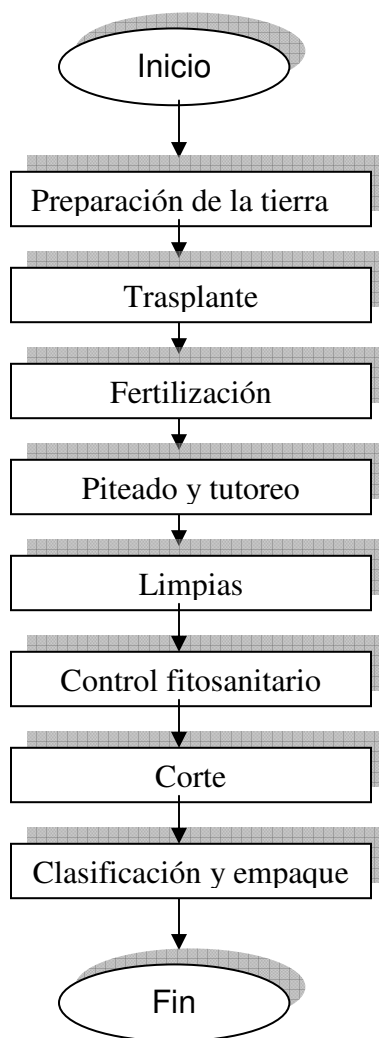 Inicio
Preparación de la tierra
Trasplante
Fertilización
Piteado y tutoreo
Limpias
Control fitosanitario
Corte
Clasificación y empaque
Fin